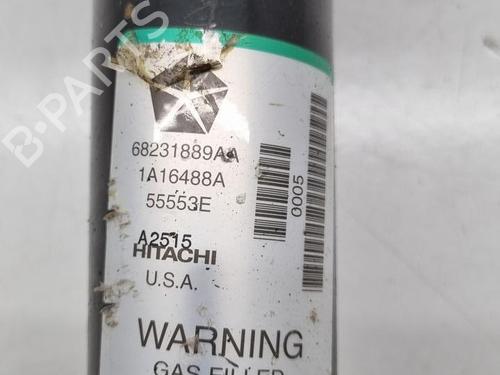 B-PARTS
68231889AA
1A16488A
55553E
A2515
HITACHI
U.S.A.
0005
WARNING
GAS FILLED